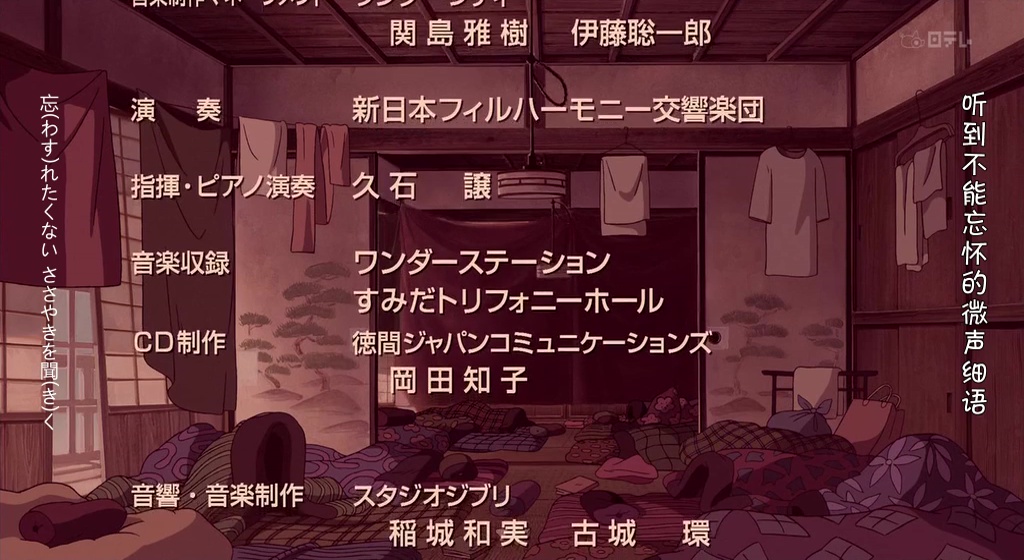 関島雅樹　伊藤聡一郎
日テレ
演　奏　新日本フィルハーモニー交響楽団
指揮・ピアノ演奏　久石　譲
音楽収録　ワンダーステーション
すみだトリフォニーホール
CD制作　徳間ジャパンコミュニケーションズ
岡田知子
音響・音楽制作　スタジオジブリ
稲城和実　古城　環
忘(わす)れたくない ささやきを聞(き)く
听到不能忘怀的微声细语